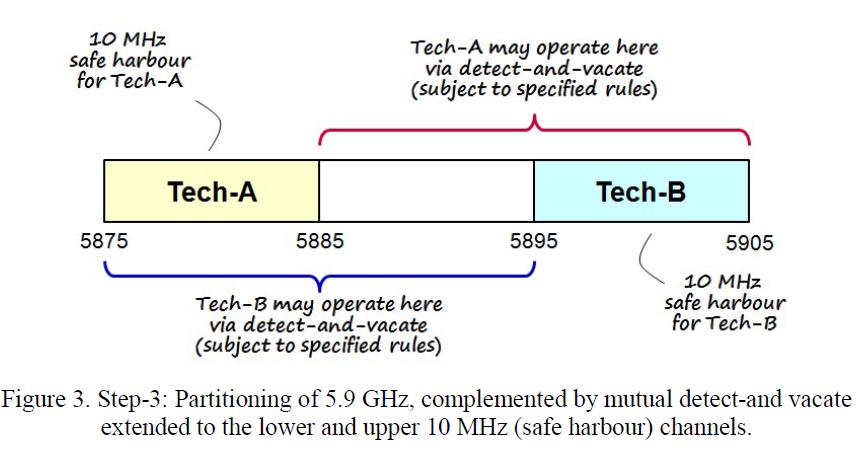 10 MHz
safe harbour
for Tech-A
Tech-A may operate here
via detect-and-vacate
(subject to specified rules)
Tech-A
Tech-B
5875
5885
5895
5905
Tech-B may operate here
via detect-and-vacate
(subject to specified rules)
10 MHz
safe harbour
for Tech-B
Figure 3. Step-3: Partitioning of 5.9 GHz, complemented by mutual detect-and vacate
extended to the lower and upper 10 MHz (safe harbour) channels.